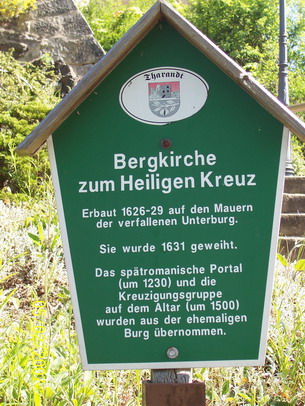 Tharandt
Bergkirche
zum Heiligen Kreuz
Erbaut 1626-29 auf den Mauern
der verfallenen Unterburg.
Sie wurde 1631 geweiht.
Das spätromanische Portal
(um 1230) und die
Kreuzigungsgruppe
auf dem Altar (um 1500)
wurden aus der ehemaligen
Burg übernommen.